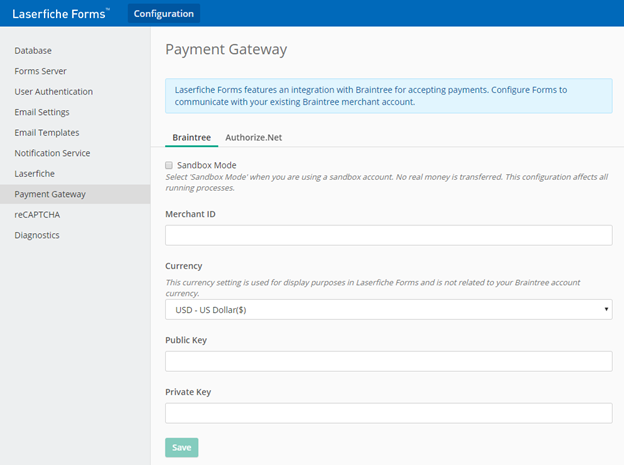 Laserfiche Forms™ Configuration
Database
Forms Server
User Authentication
Email Settings
Email Templates
Notification Service
Laserfiche
Payment Gateway
reCAPTCHA
Diagnostics
Payment Gateway
Laserfiche Forms features an integration with Braintree for accepting payments. Configure Forms to
communicate with your existing Braintree merchant account.
Braintree Authorize.Net
Sandbox Mode
Select 'Sandbox Mode' when you are using a sandbox account. No real money is transferred. This configuration affects all
running processes.
Merchant ID
Currency
This currency setting is used for display purposes in Laserfiche Forms and is not related to your Braintree account
currency.
USD - US Dollar($)
Public Key
Private Key
Save